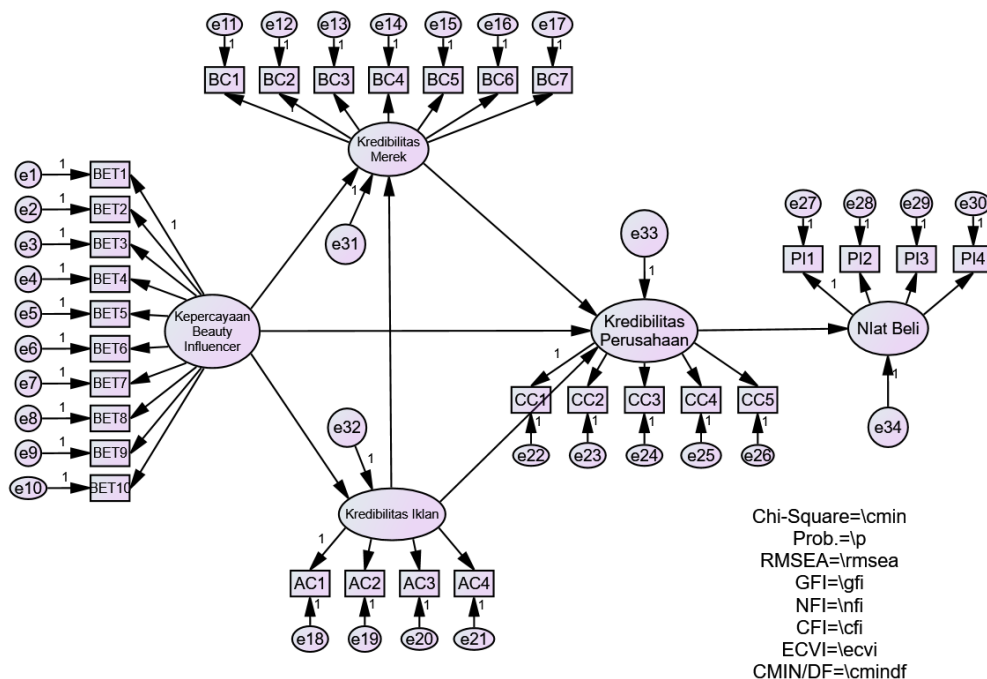 e11 e12 e13 e14 e15 e16 e17
1 1 1 1 1 1 1
BC1 BC2 BC3 BC4 BC5 BC6 BC7
1
Kredibilitas
Merek
1
e31
e1 1 BET1
e2 1 BET2
1
e3 1 BET3
e4 1 BET4
e5 1 BET5
e6 1 BET6
e7 1 BET7
e8 1 BET8
e9 1 BET9
e10 1 BET10
Kepercayaan
Beauty
Influencer
e33
1
Kredibilitas
Perusahaan
1
CC1 CC2 CC3 CC4 CC5
1 1 1 1 1
e22 e23 e24 e25 e26
e27 e28 e29 e30
1 1 1 1
PI1 PI2 PI3 PI4
1
NIat Beli
1
e34
e32
1
Kredibilitas Iklan
1
AC1 AC2 AC3 AC4
1 1 1 1
e18 e19 e20 e21
Chi-Square=\cmin
Prob.=\p
RMSEA=\rmsea
GFI=\gfi
NFI=\nfi
CFI=\cfi
ECVI=\ecvi
CMIN/DF=\cmindf